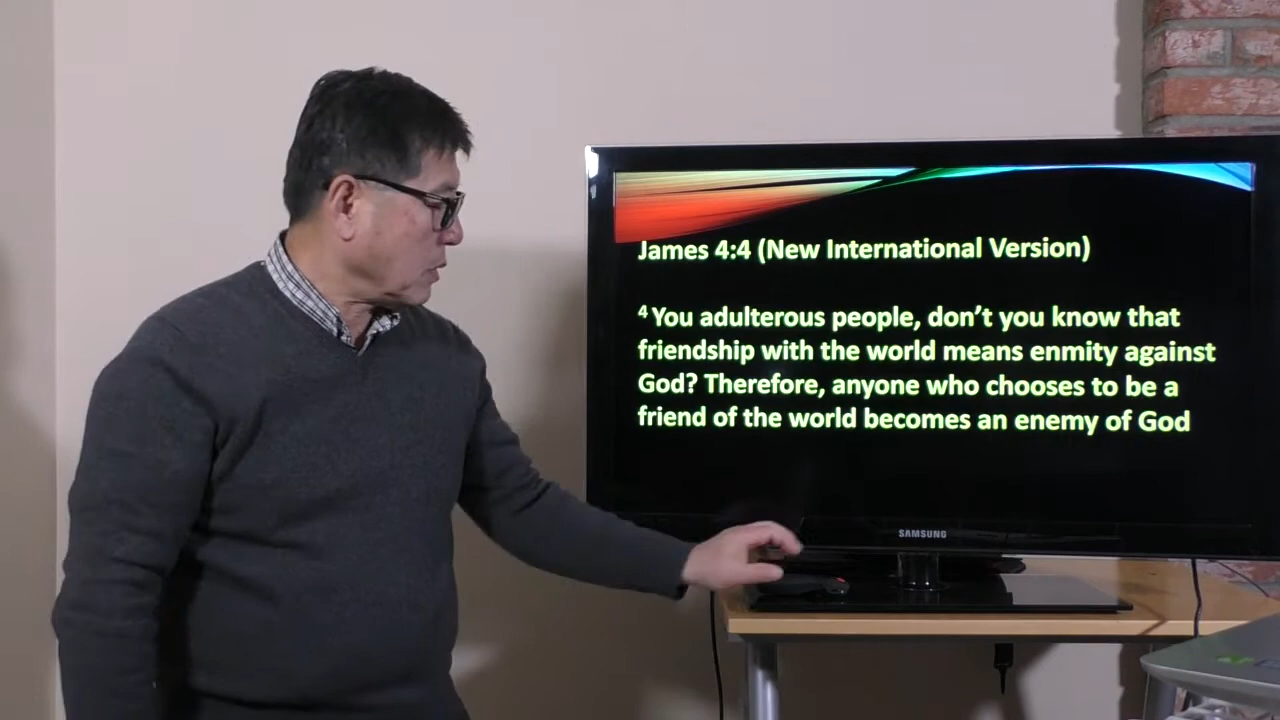 James 4:4 (New International Version)
⁴ You adulterous people, don't you know that
friendship with the world means enmity against
God? Therefore, anyone who chooses to be a
friend of the world becomes an enemy of God
SAMSUNG